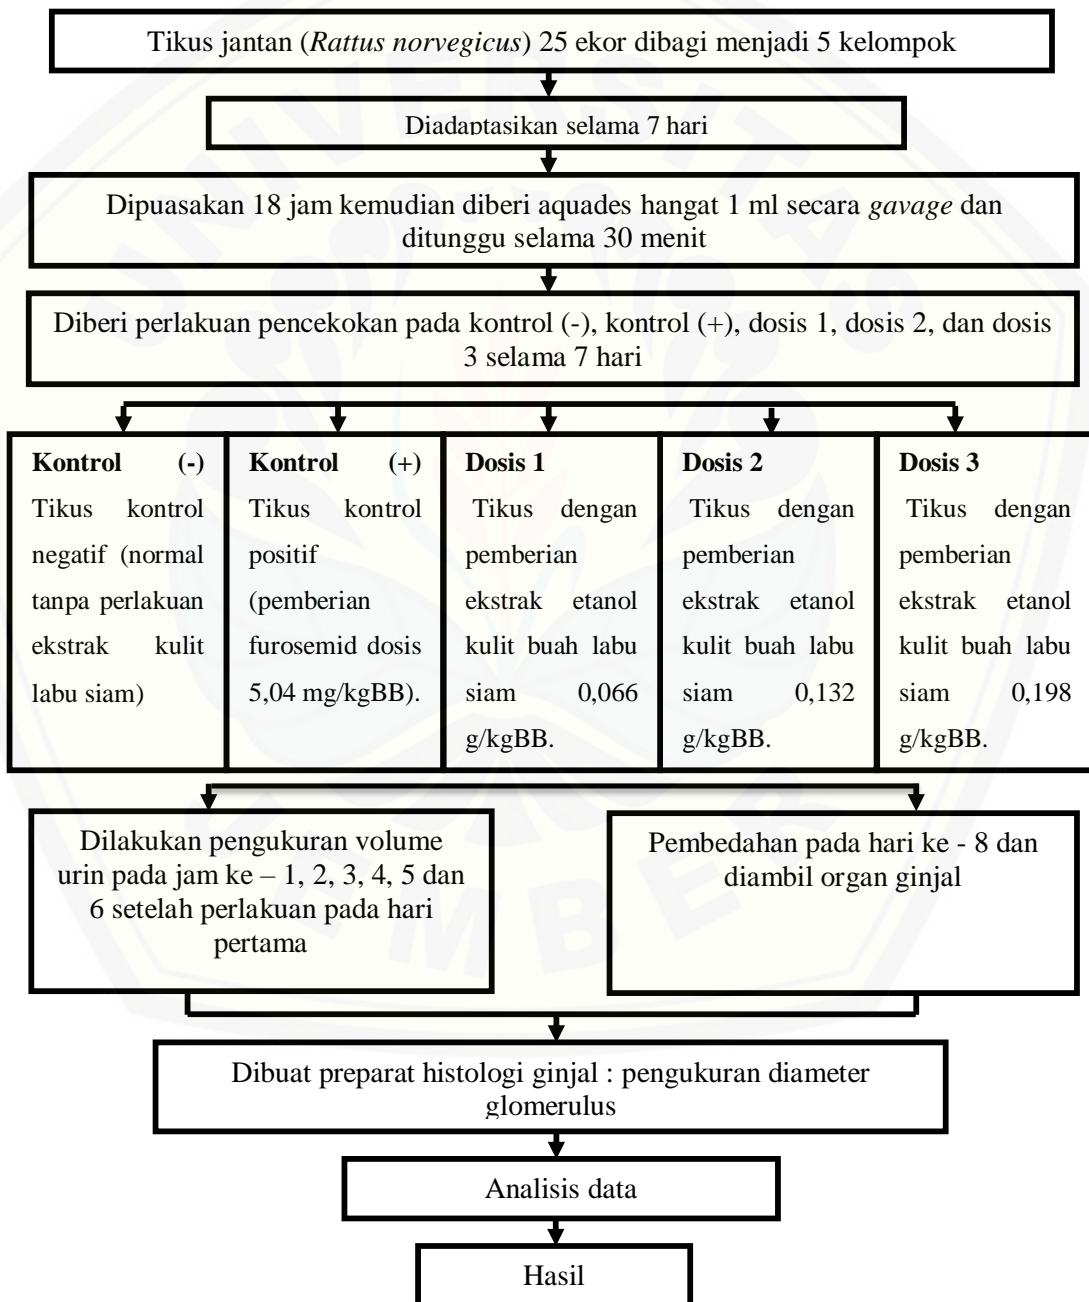 Tikus jantan (Rattus norvegicus) 25 ekor dibagi menjadi 5 kelompok
Diadaptasikan selama 7 hari
Dipuasakan 18 jam kemudian diberi aquades hangat 1 ml secara gavage dan
ditunggu selama 30 menit
Diberi perlakuan pencekokan pada kontrol (-), kontrol (+), dosis 1, dosis 2, dan dosis
3 selama 7 hari
Kontrol (-)
Tikus kontrol
negatif (normal
tanpa perlakuan
ekstrak kulit
labu siam)
Kontrol (+)
Tikus kontrol
positif
(pemberian
furosemid dosis
5,04 mg/kgBB).
Dosis 1
Tikus dengan
pemberian
ekstrak etanol
kulit buah labu
siam 0,066
g/kgBB.
Dosis 2
Tikus dengan
pemberian
ekstrak etanol
kulit buah labu
siam 0,132
g/kgBB.
Dosis 3
Tikus dengan
pemberian
ekstrak etanol
kulit buah labu
siam 0,198
g/kgBB.
Dilakukan pengukuran volume
urin pada jam ke – 1, 2, 3, 4, 5 dan
6 setelah perlakuan pada hari
pertama
Pembedahan pada hari ke - 8 dan
diambil organ ginjal
Dibuat preparat histologi ginjal : pengukuran diameter
glomerulus
Analisis data
Hasil
UNIVERSITAS
JEMBER